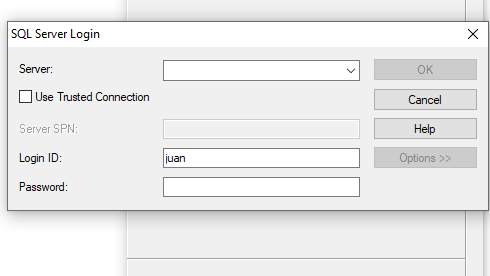 SQL Server Login
Server:
OK
Use Trusted Connection
Cancel
Server SPN:
Help
Login ID:
juan
Options >>
Password: